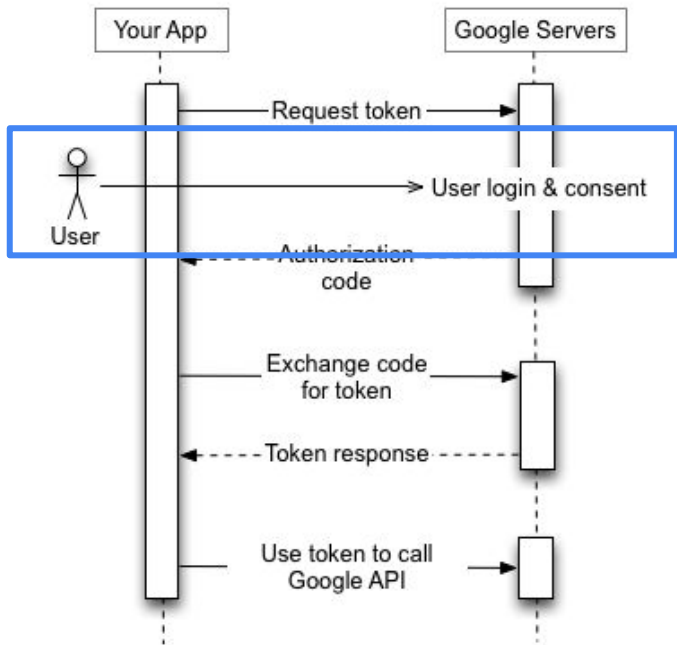 Your App
Google Servers
Request token
User login & consent
User
Authorization
code
Exchange code
for token
Token response
Use token to call
Google API